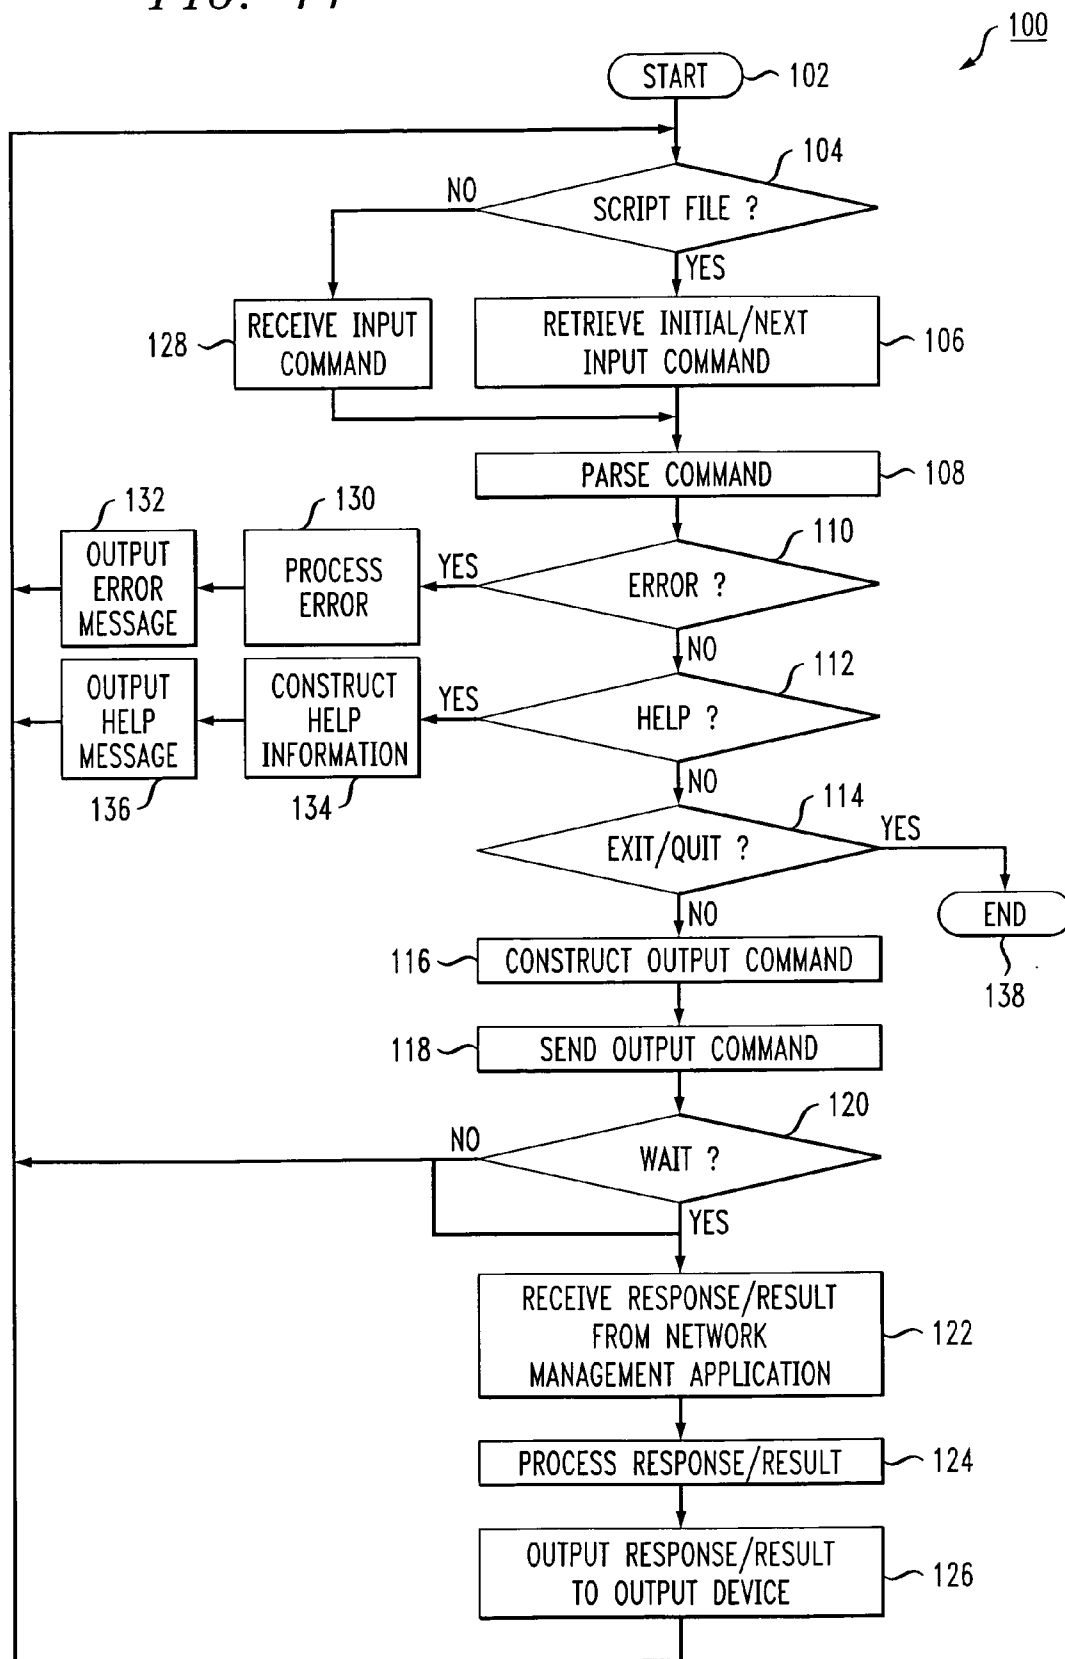 100
START
102
104
NO
SCRIPT FILE ?
YES
RECEIVE INPUT
COMMAND
128
RETRIEVE INITIAL/NEXT
INPUT COMMAND
106
PARSE COMMAND
108
132
130
110
OUTPUT
ERROR
MESSAGE
PROCESS
ERROR
YES
ERROR ?
NO
112
OUTPUT
HELP
MESSAGE
CONSTRUCT
HELP
INFORMATION
YES
HELP ?
136
134
NO
114
EXIT/QUIT ?
YES
NO
END
138
116
CONSTRUCT OUTPUT COMMAND
118
SEND OUTPUT COMMAND
120
NO
WAIT ?
YES
RECEIVE RESPONSE/RESULT
FROM NETWORK
MANAGEMENT APPLICATION
122
PROCESS RESPONSE/RESULT
124
OUTPUT RESPONSE/RESULT
TO OUTPUT DEVICE
126